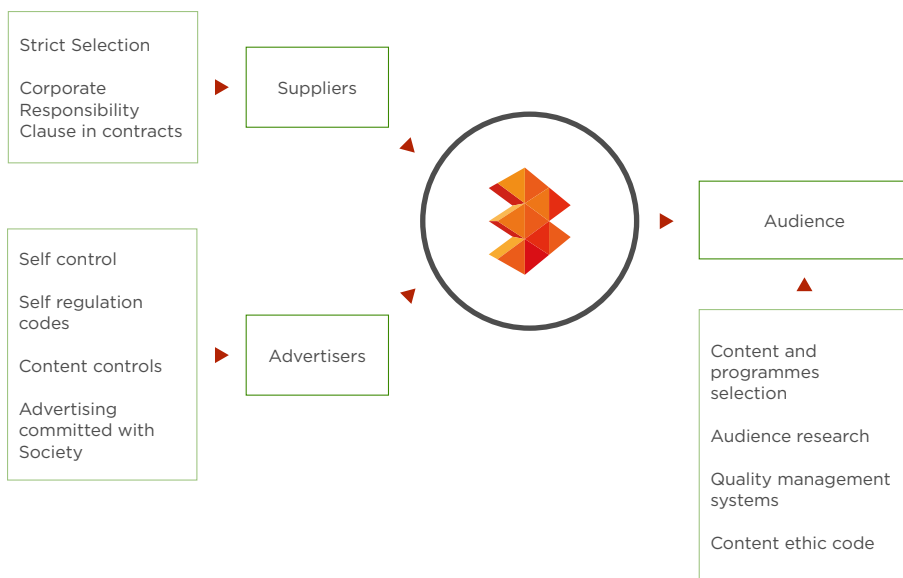 Strict Selection
Corporate
Responsibility
Clause in contracts
Suppliers
Self control
Self regulation
codes
Content controls
Advertising
committed with
Society
Advertisers
Audience
Content and
programmes
selection
Audience research
Quality management
systems
Content ethic code